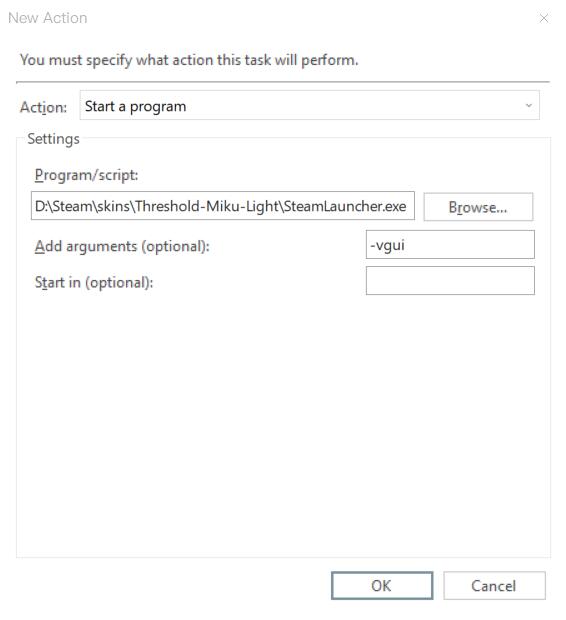 New Action
You must specify what action this task will perform.
Action: Start a program
Settings
Program/script:
D:\Steam\skins\Threshold-Miku-Light\SteamLauncher.exe Browse...
Add arguments (optional): -vgui
Start in (optional):
OK Cancel